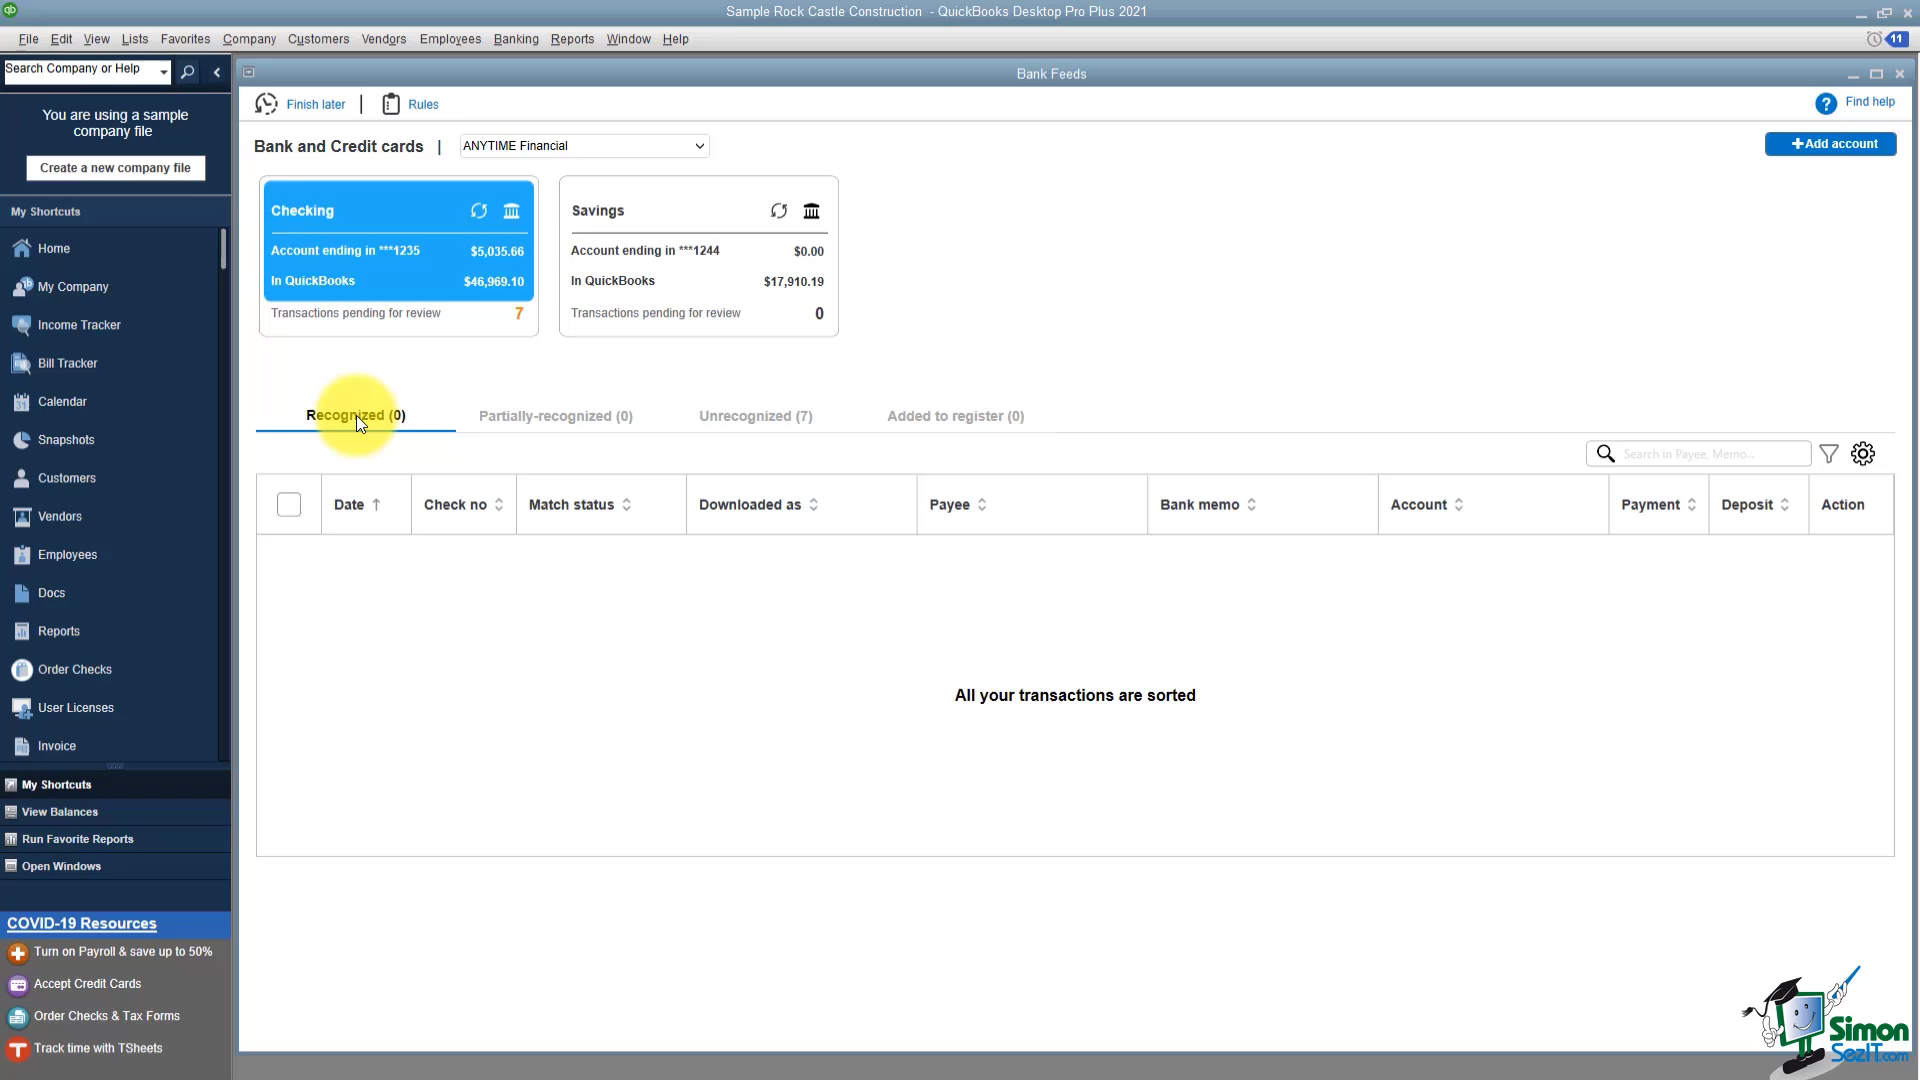 qb
Sample Rock Castle Construction - QuickBooks Desktop Pro Plus 2021
File Edit View Lists Favorites Company Customers Vendors Employees Banking Reports Window Help
11
Search Company or Help
Bank Feeds
You are using a sample
company file
Create a new company file
My Shortcuts
Home
My Company
Income Tracker
Bill Tracker
Calendar
Snapshots
Customers
Vendors
Employees
Docs
Reports
Order Checks
User Licenses
Invoice
My Shortcuts
View Balances
Run Favorite Reports
Open Windows
COVID-19 Resources
Turn on Payroll & save up to 50%
Accept Credit Cards
Order Checks & Tax Forms
Track time with TSheets
Finish later | Rules
? Find help
Bank and Credit cards | ANYTIME Financial
+Add account
Checking
Account ending in ***1235 $5,035.66
In QuickBooks $46,969.10
Transactions pending for review 7
Savings
Account ending in ***1244 $0.00
In QuickBooks $17,910.19
Transactions pending for review 0
Recognized (0) Partially-recognized (0) Unrecognized (7) Added to register (0)
Search in Payee, Memo...
Date Check no Match status Downloaded as Payee Bank memo Account Payment Deposit Action
All your transactions are sorted
Simon
SezIT.com